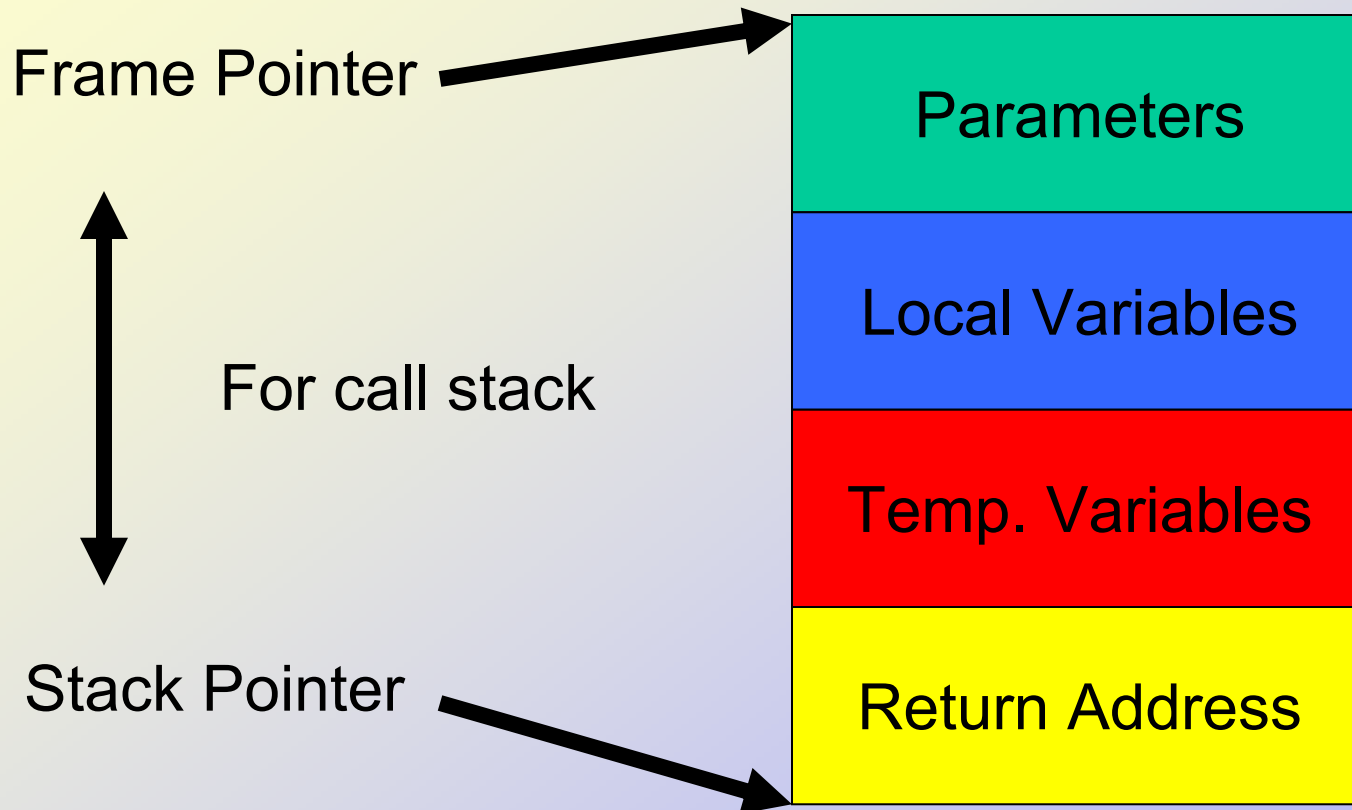 Frame Pointer
Parameters
Local Variables
For call stack
Temp. Variables
Stack Pointer
Return Address